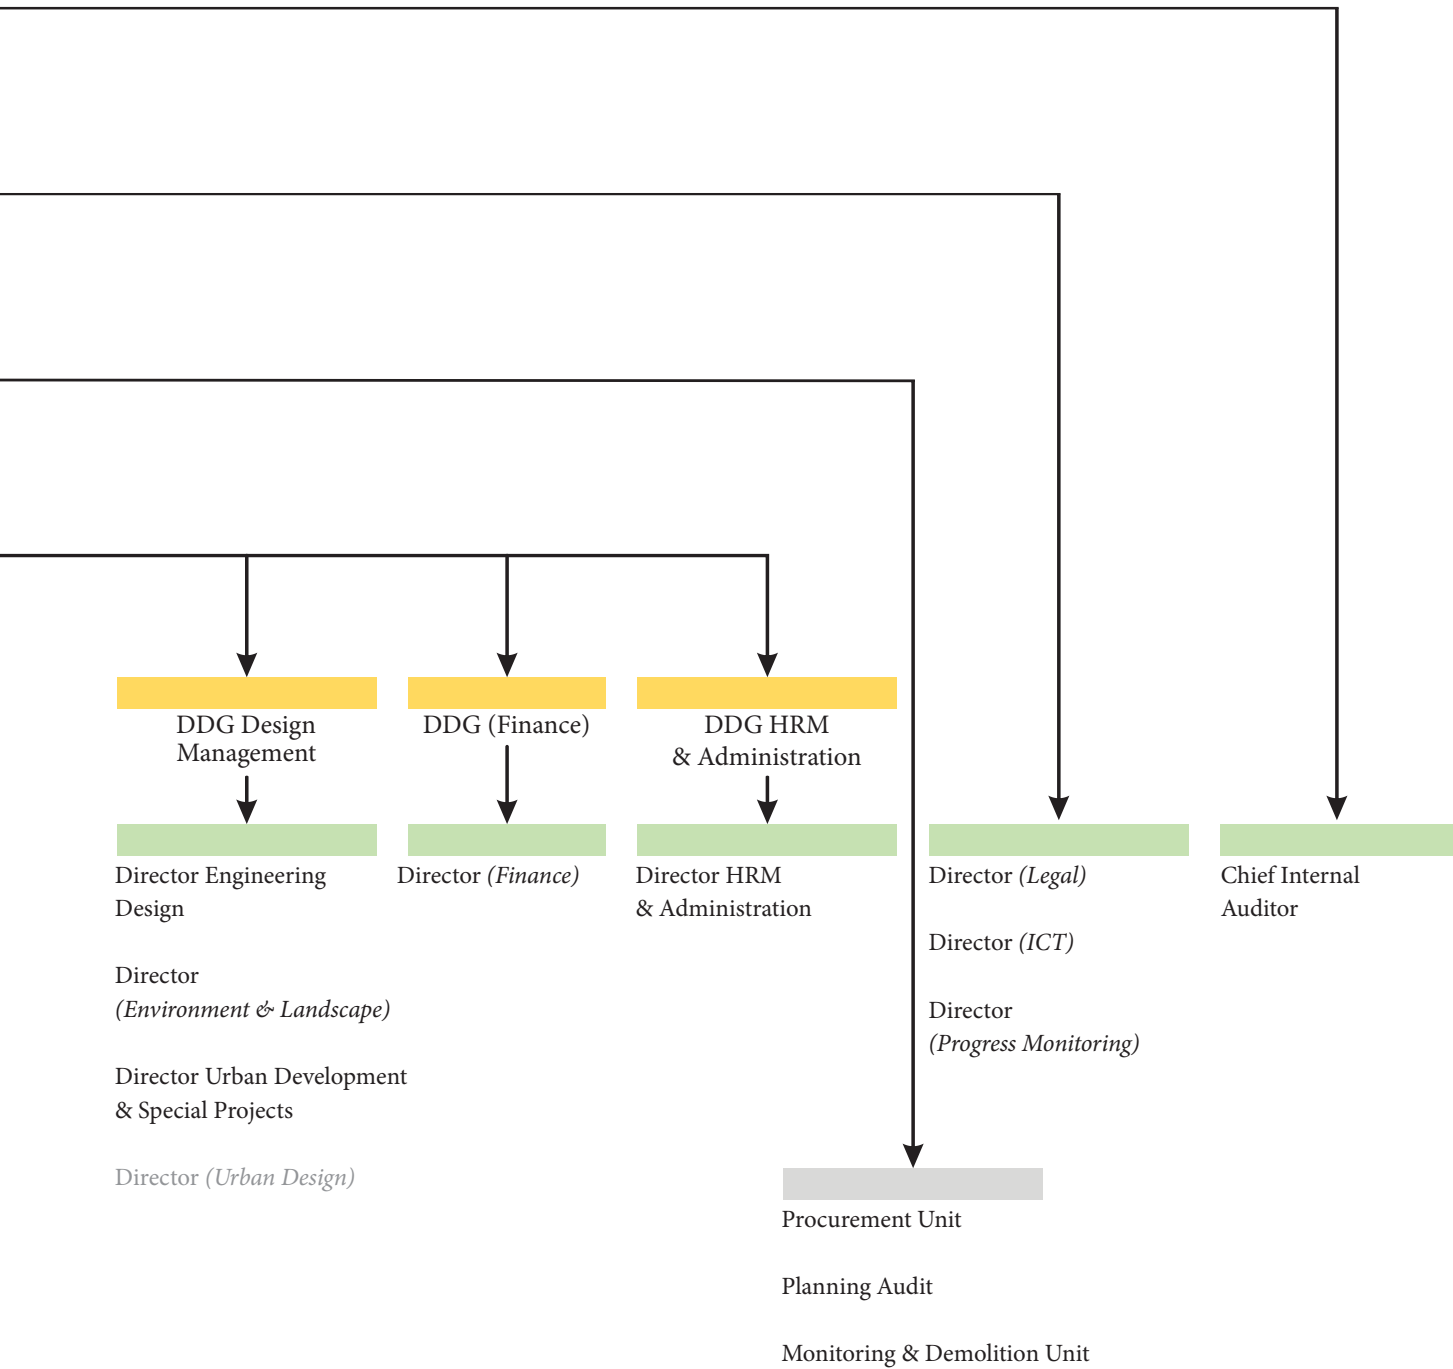 DDG Design
Management
DDG (Finance)
DDG HRM
& Administration
Director Engineering
Design
Director
(Environment & Landscape)
Director Urban Development
& Special Projects
Director (Urban Design)
Director (Finance)
Director HRM
& Administration
Director (Legal)
Director (ICT)
Director
(Progress Monitoring)
Chief Internal
Auditor
Procurement Unit
Planning Audit
Monitoring & Demolition Unit